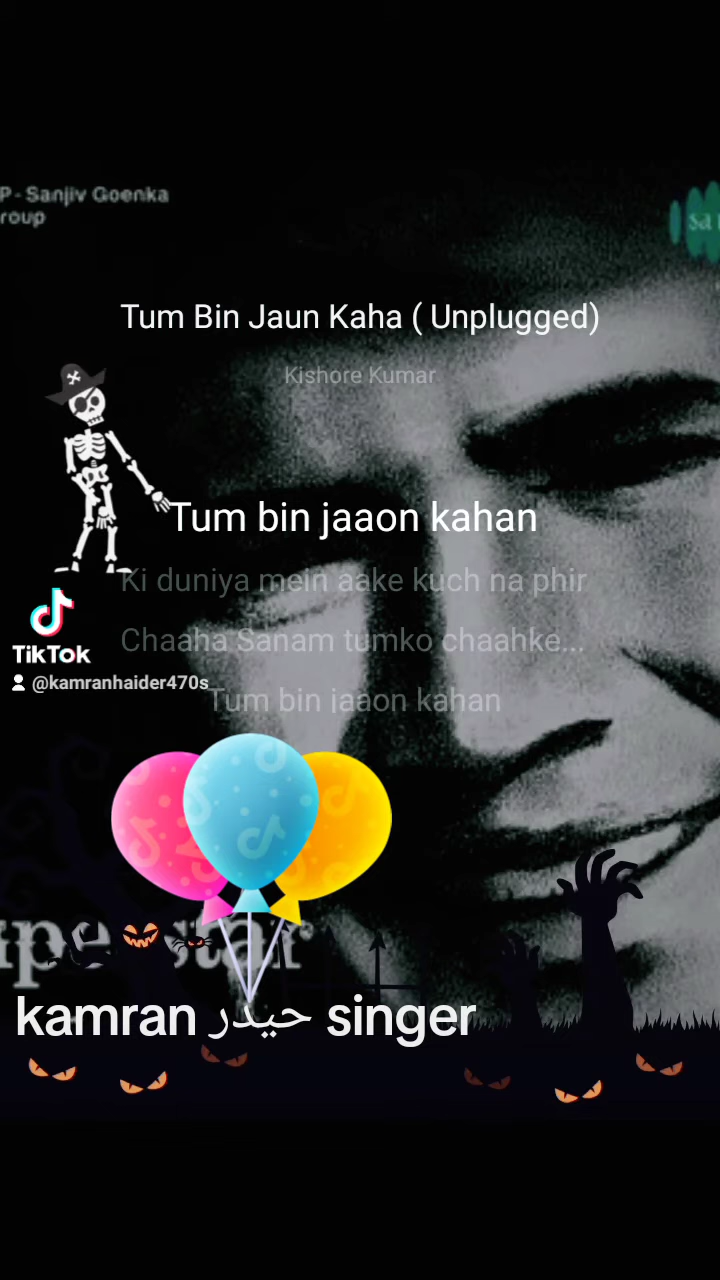 P-Sanjiv Goenka
roup
sa
Tum Bin Jaun Kaha ( Unplugged)
Kishore Kumar
Tum bin jaaon kahan
Ki duniya mein aake kuch na phir
Chaaha Sanam tumko chaahke...
Tum bin jaaon kahan
TikTok
@kamranhaider470s
kamran حیدر singer